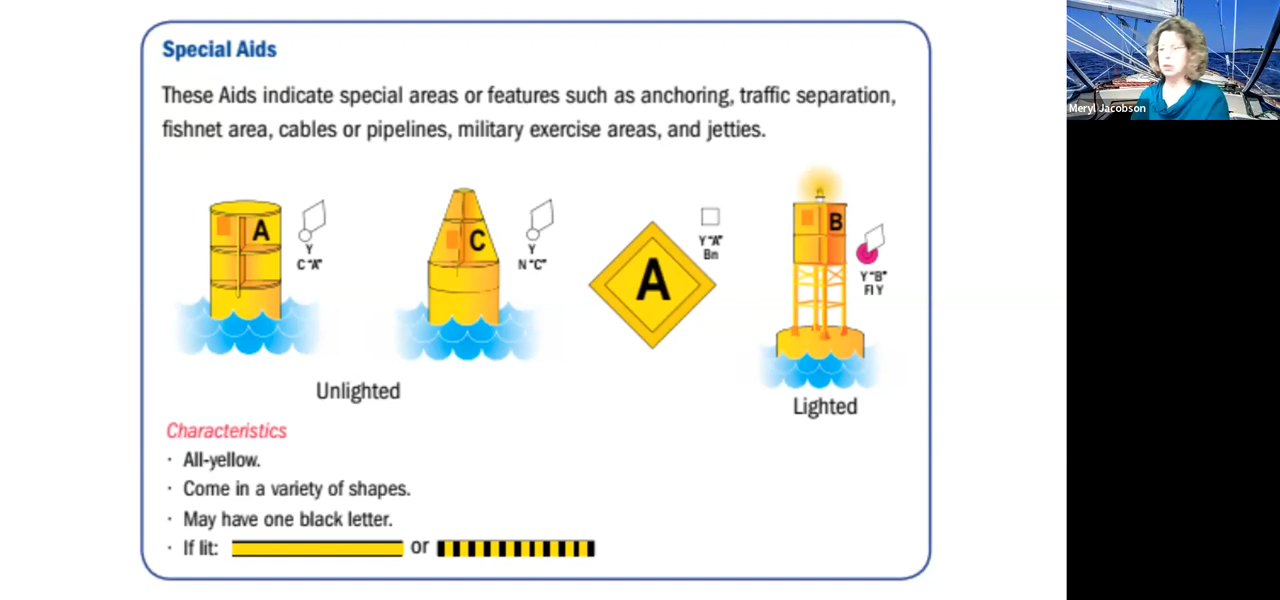 Special Aids
These Aids indicate special areas or features such as anchoring, traffic separation,
fishnet area, cables or pipelines, military exercise areas, and jetties.
A
Y
C "A"
C
Y
N "C"
A
Y "A"
Bn
B
Y "B"
Fl Y
Unlighted
Lighted
Characteristics
· All-yellow.
· Come in a variety of shapes.
· May have one black letter.
· If lit: or
Meryl Jacobson